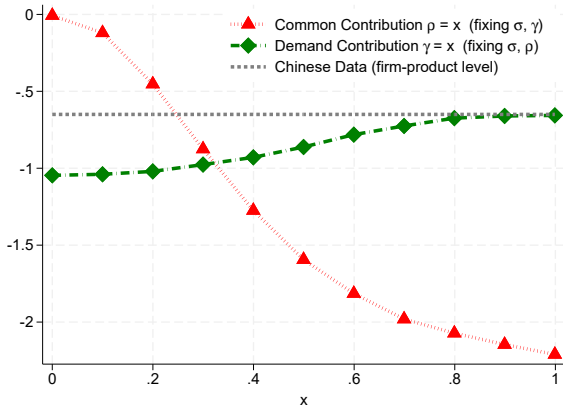 Common Contribution ρ = x (fixing σ, γ)
Demand Contribution γ = x (fixing σ, ρ)
Chinese Data (firm-product level)
-0
-.5
-1
-1.5
-2
0 .2 .4 .6 .8 1
x